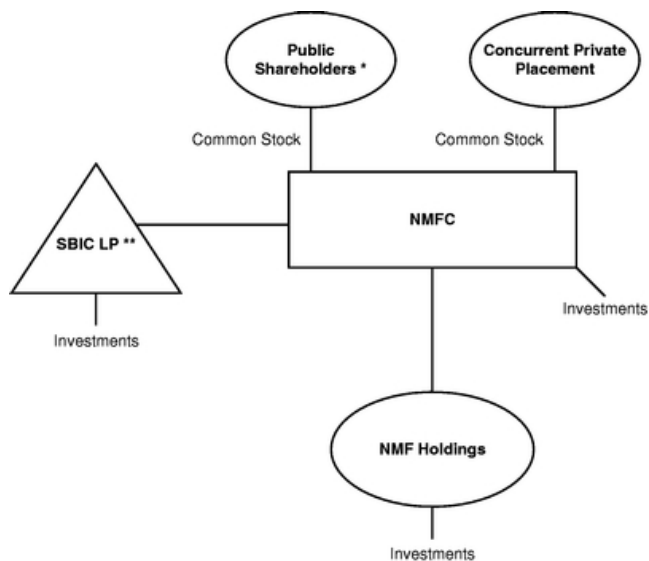 Public
Shareholders *
Concurrent Private
Placement
Common Stock
Common Stock
NMFC
SBIC LP **
Investments
Investments
NMF Holdings
Investments